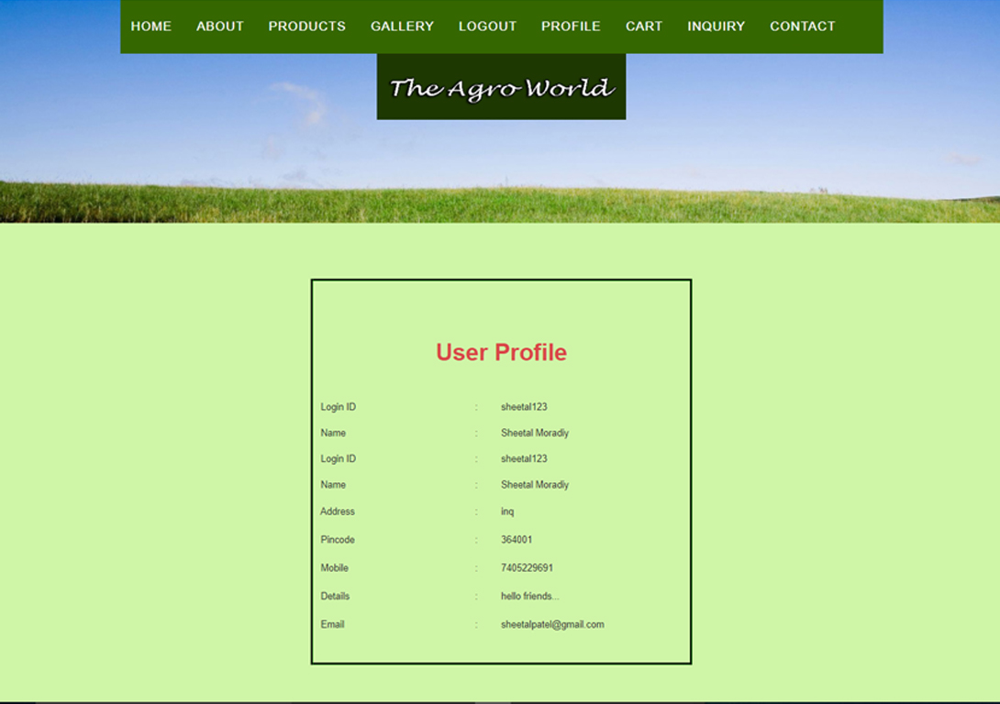 HOME ABOUT PRODUCTS GALLERY LOGOUT PROFILE CART INQUIRY CONTACT
The Agro World
User Profile
Login ID : sheetal123
Name : Sheetal Moradiy
Login ID : sheetal123
Name : Sheetal Moradiy
Address : inq
Pincode : 364001
Mobile : 7405229691
Details : hello friends...
Email : sheetalpatel@gmail.com